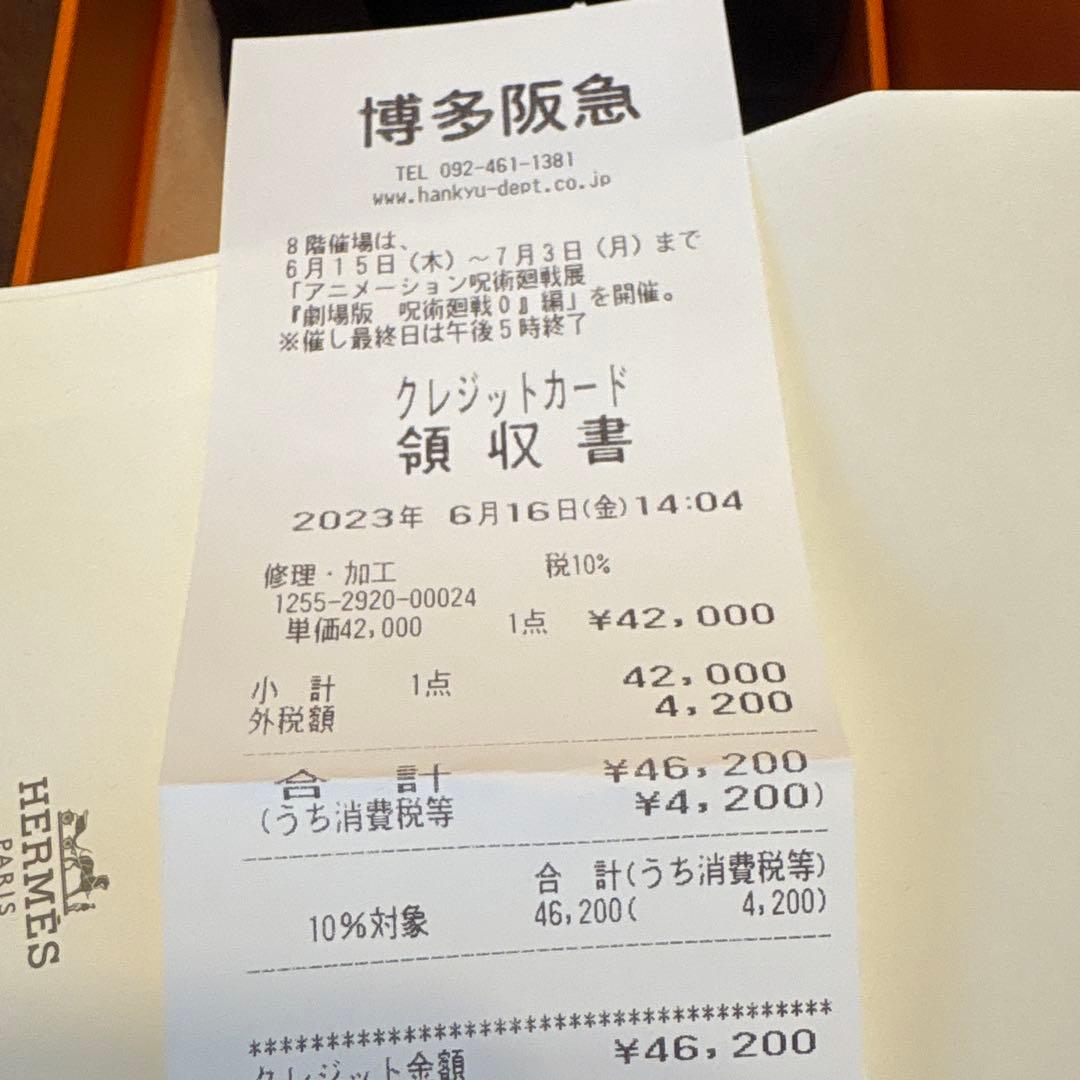 博多阪急
TEL 092-461-1381
www.hankyu-dept.co.jp
8階催場は、
6月15日（木）～7月3日（月）まで
「アニメーション呪術廻戦展
『劇場版　呪術廻戦0』編」を開催。
※催し最終日は午後5時終了
クレジットカード
領収書
2023年 6月16日(金)14:04
修理・加工 税10%
1255-2920-00024
単価42,000 1点 ¥42,000
小計 1点 42,000
外税額 4,200
合計 ¥46,200
(うち消費税等 ¥4,200)
合計(うち消費税等)
10%対象 46,200( 4,200)
**************************************
クレジット金額 ¥46,200
HERMÈS
PARIS